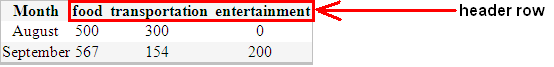 Month food transportation entertainment header row
August 500 300 0
September 567 154 200